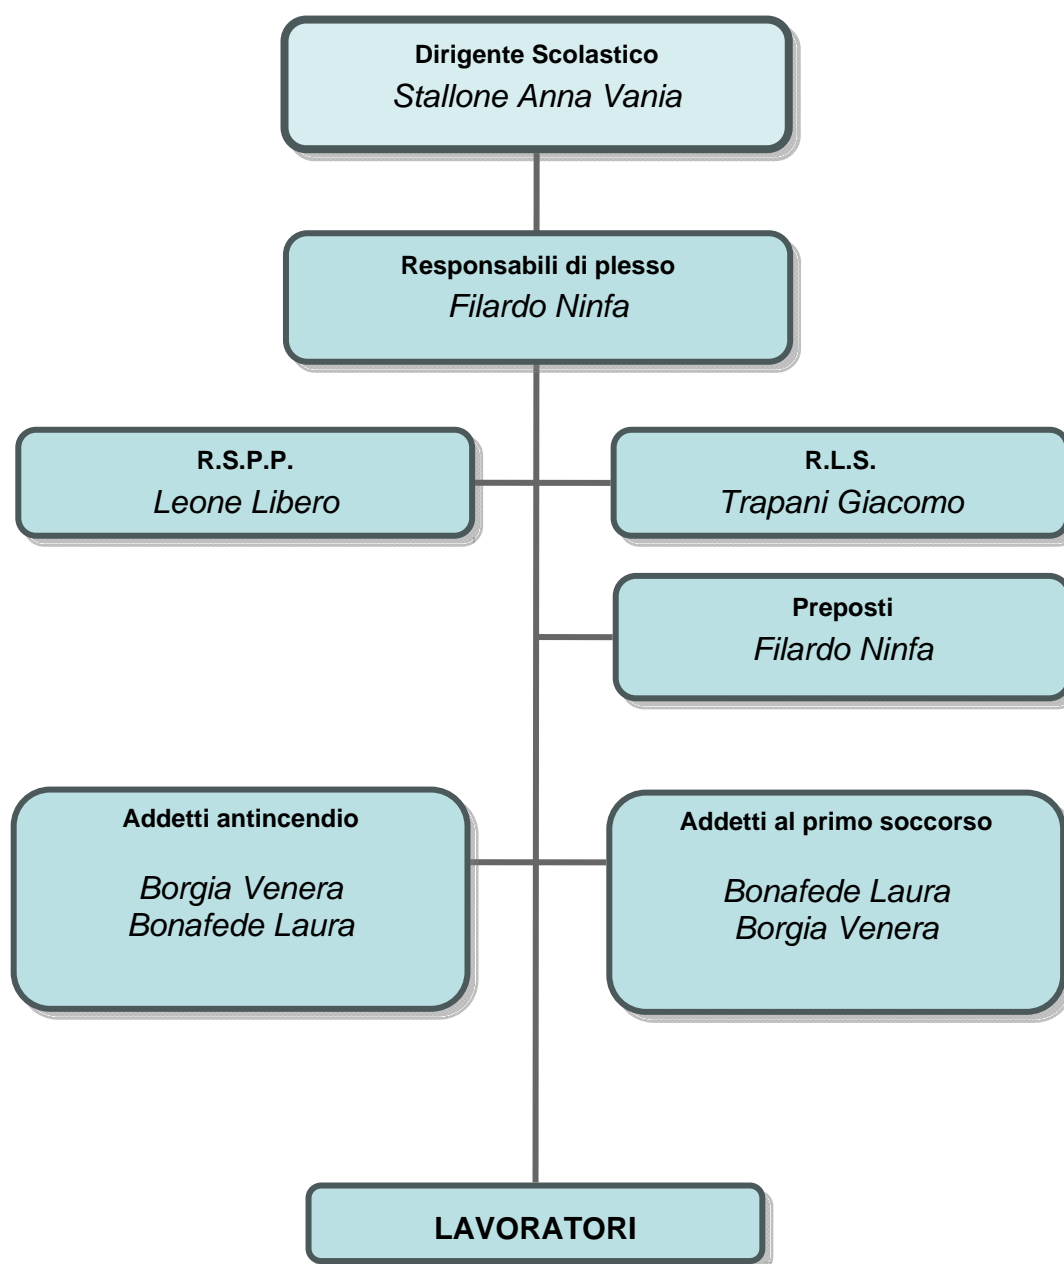 Dirigente Scolastico
Stallone Anna Vania
Responsabili di plesso
Filardo Ninfa
R.S.P.P.
Leone Libero
R.L.S.
Trapani Giacomo
Preposti
Filardo Ninfa
Addetti antincendio
Borgia Venera
Bonafede Laura
Addetti al primo soccorso
Bonafede Laura
Borgia Venera
LAVORATORI